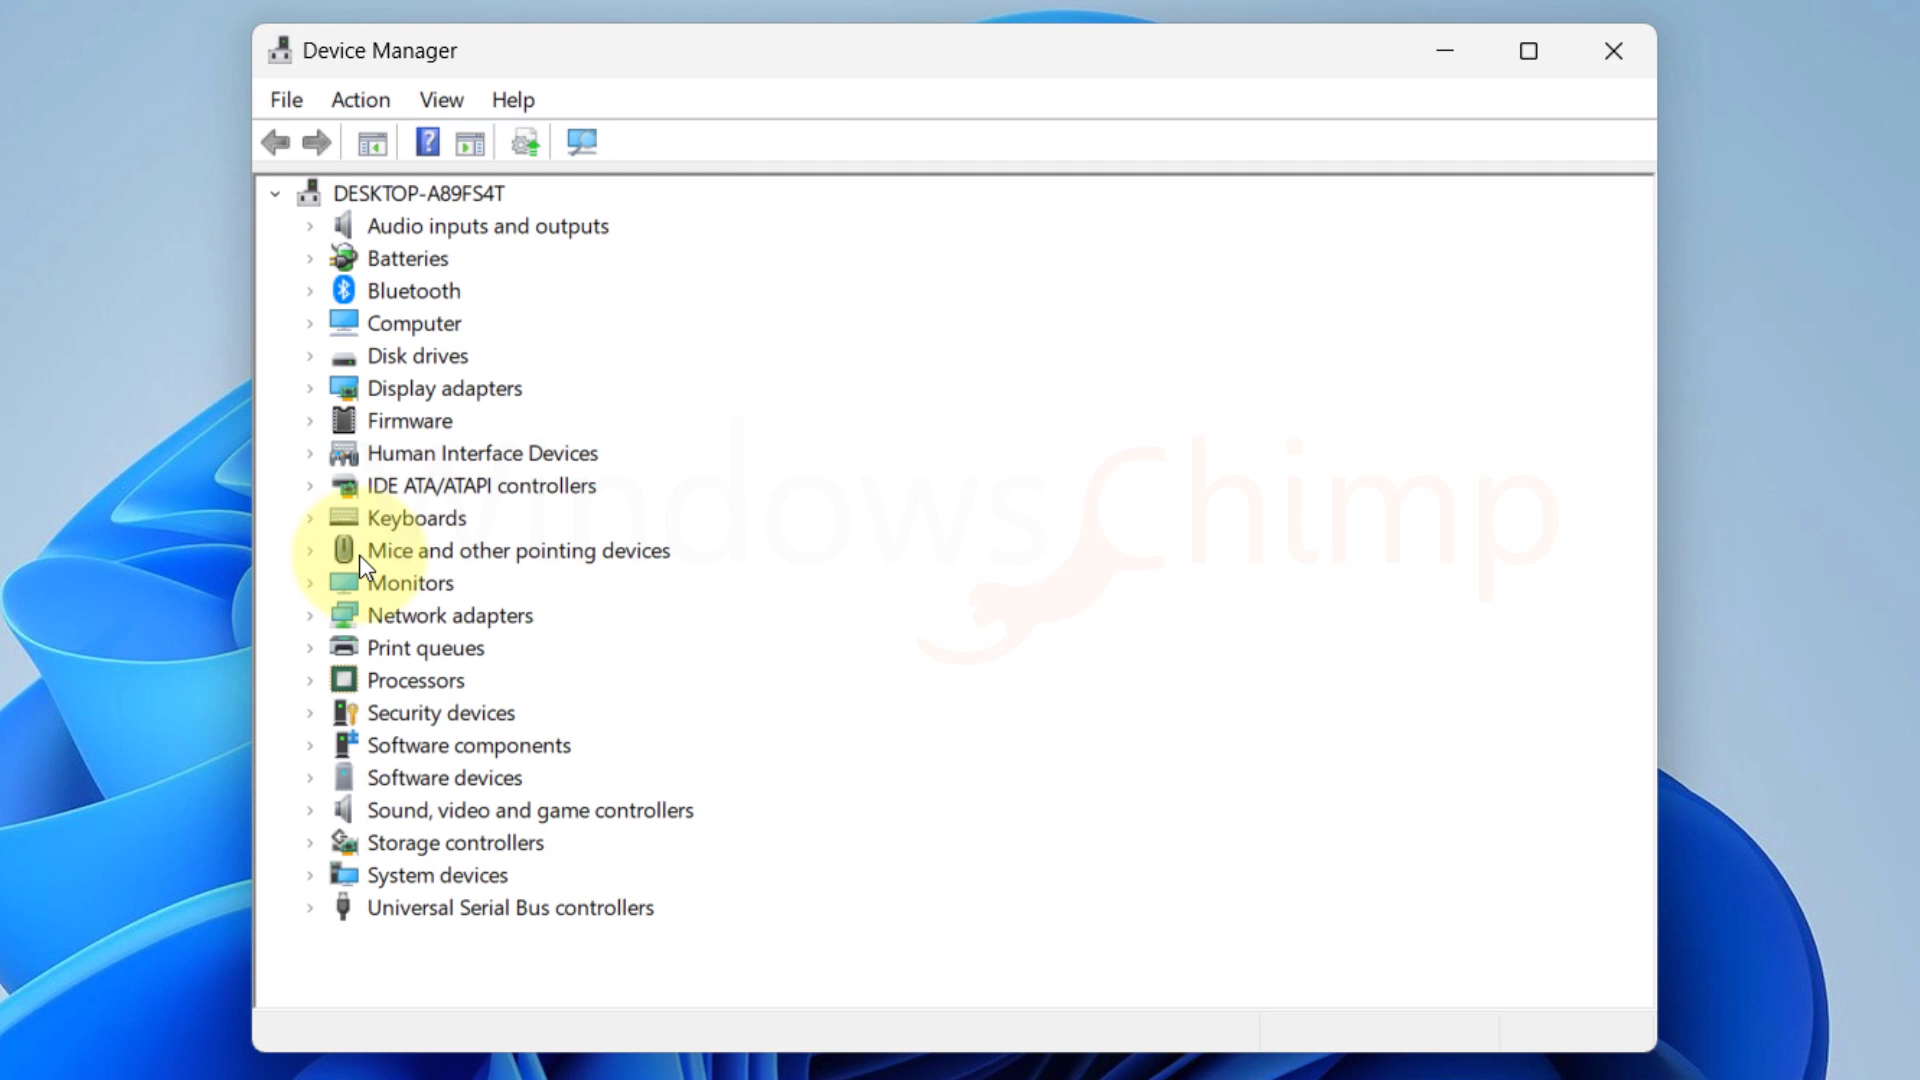 Device Manager
File Action View Help
DESKTOP-A89FS4T
Audio inputs and outputs
Batteries
Bluetooth
Computer
Disk drives
Display adapters
Firmware
Human Interface Devices
IDE ATA/ATAPI controllers
Keyboards
Mice and other pointing devices
Monitors
Network adapters
Print queues
Processors
Security devices
Software components
Software devices
Sound, video and game controllers
Storage controllers
System devices
Universal Serial Bus controllers
WindowsChimp